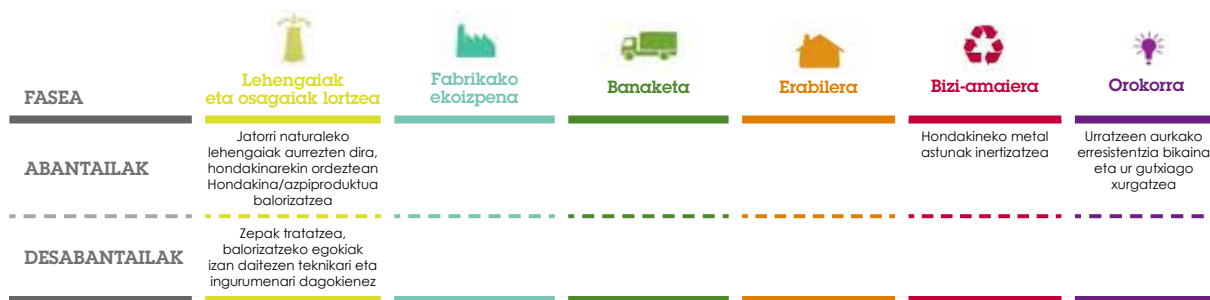 FASEA
Lehengaiak
eta osagaiak lortzea
Fabrikako
ekoizpena
Banaketa
Erabilera
Bizi-amaiera
Orokorra
ABANTAILAK
Jatorri naturaleko
lehengaiak aurrezten dira,
hondakinarekin ordeztean
Hondakina/azpiproduktua
balorizatzea
Hondakineko metal
astunak inertizatzea
Urratzeen aurkako
erresistentzia bikaina
eta ur gutxiago
xurgatzea
DESABANTAILAK
Zepak tratatzea,
balorizatzeko egokiak
izan daitezen teknikari eta
ingurumenari dagokienez